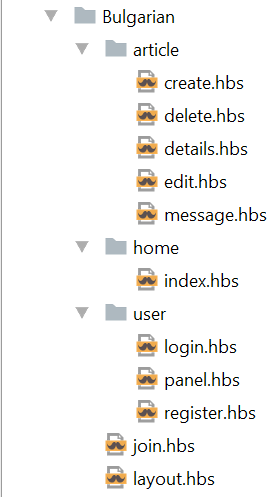 Bulgarian
article
create.hbs
delete.hbs
details.hbs
edit.hbs
message.hbs
home
index.hbs
user
login.hbs
panel.hbs
register.hbs
join.hbs
layout.hbs